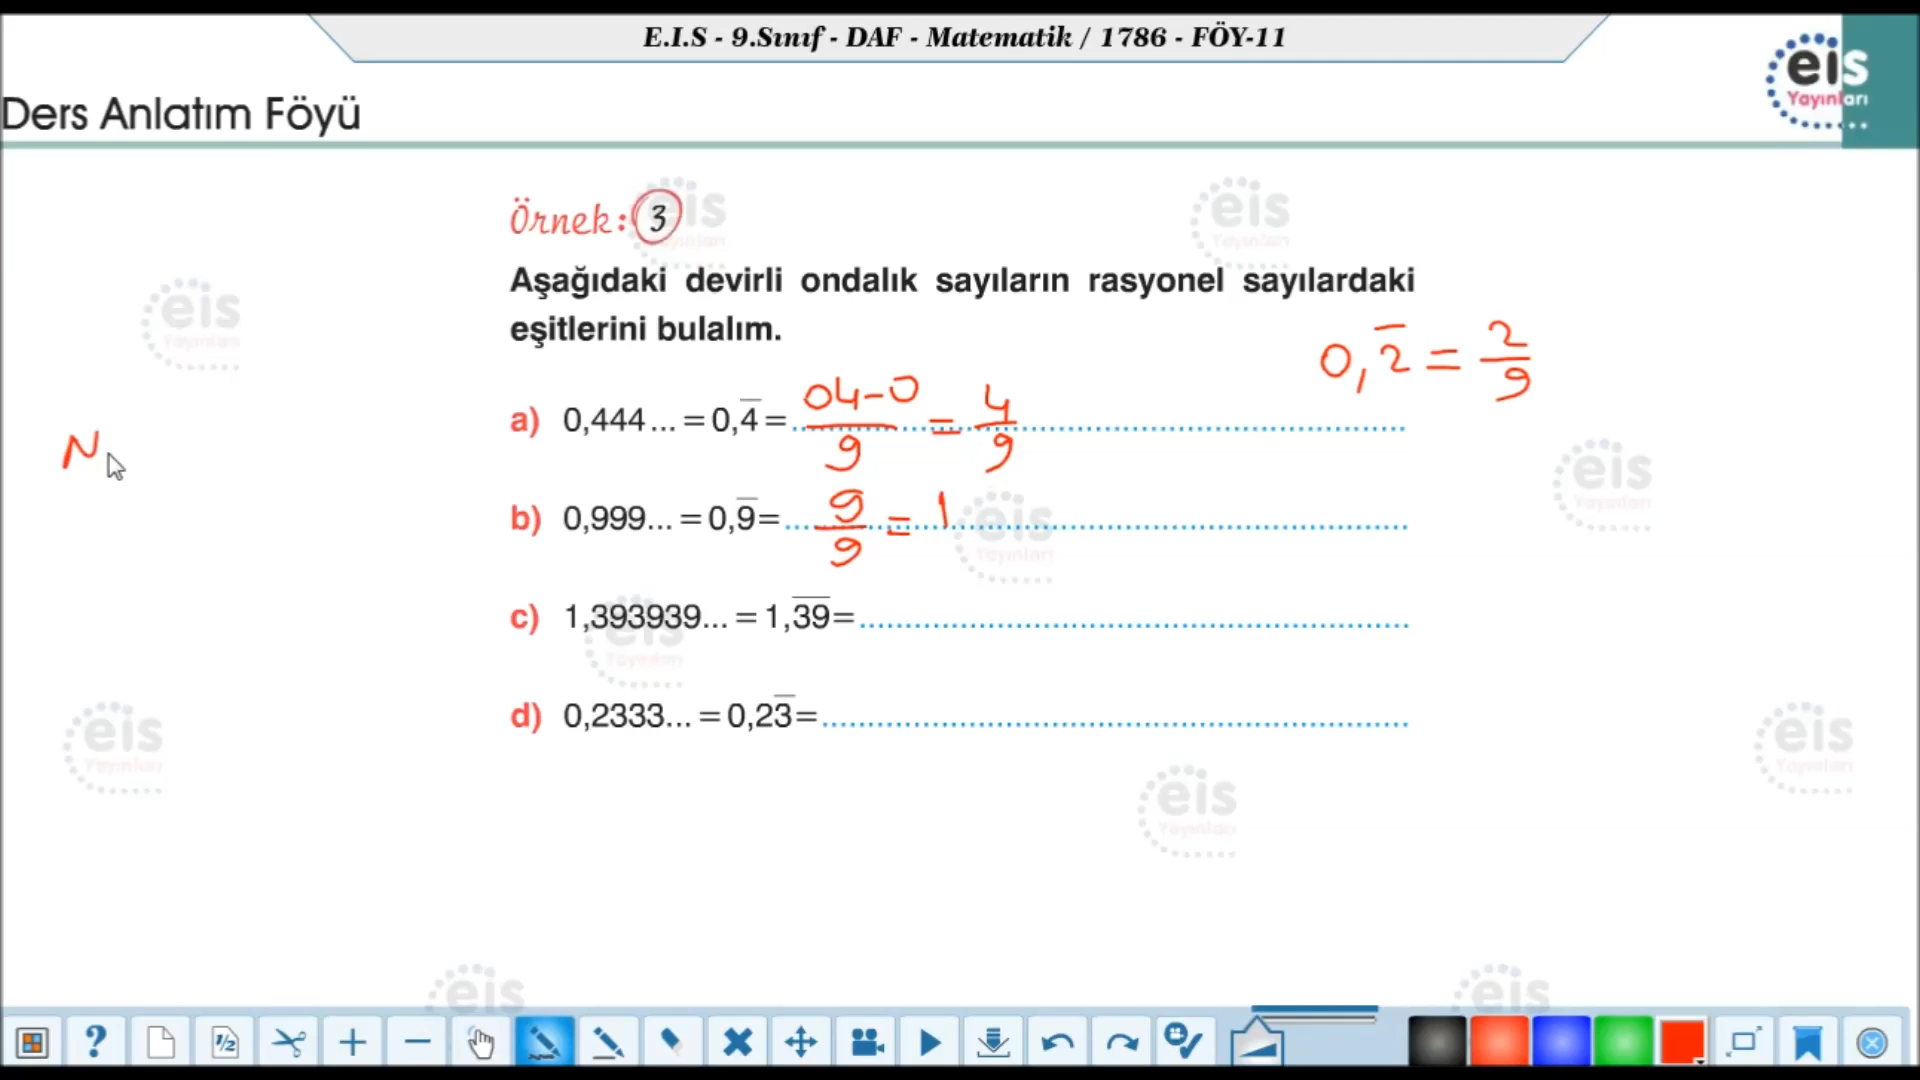 E.I.S - 9.Sınıf - DAF - Matematik / 1786 - FÖY-11
eis
Yayınları
Ders Anlatım Föyü
Örnek: 3
Aşağıdaki devirli ondalık sayıların rasyonel sayılardaki
eşitlerini bulalım.
0,2̅ = 2/9
a) 0,444... = 0,4̅ = 04-0/9 = 4/9
N
b) 0,999... = 0,9̅ = 9/9 = 1
c) 1,393939... = 1,3̅9̅ =
d) 0,2333... = 0,23̅ =